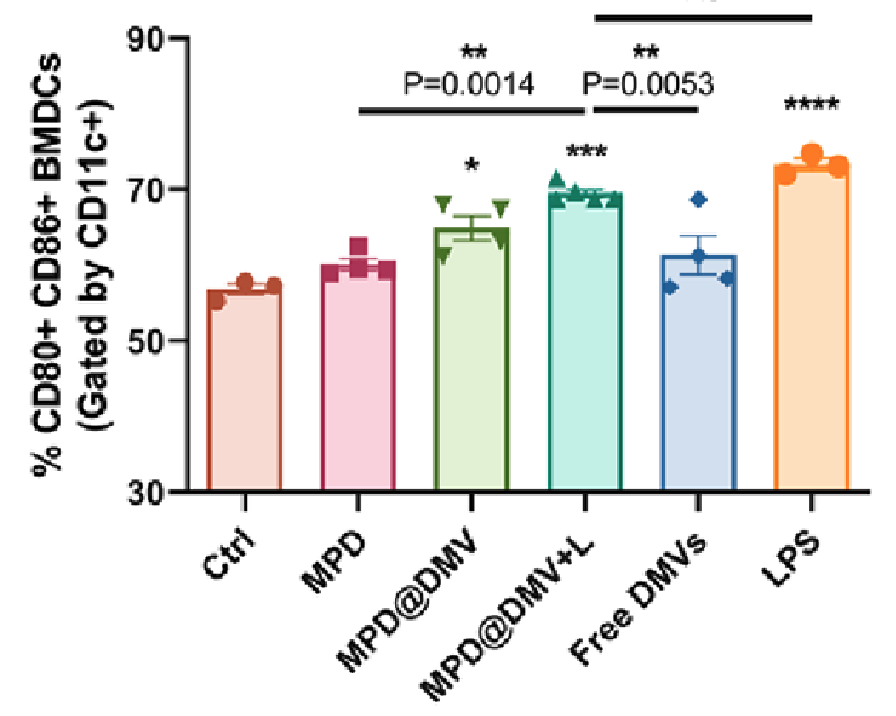 % CD80+ CD86+ BMDCs
(Gated by CD11c+)
90
70
50
30
**
P=0.0014
**
P=0.0053
*
***
****
Ctrl
MPD
MPD@DMV
MPD@DMV+L
Free DMVs
LPS